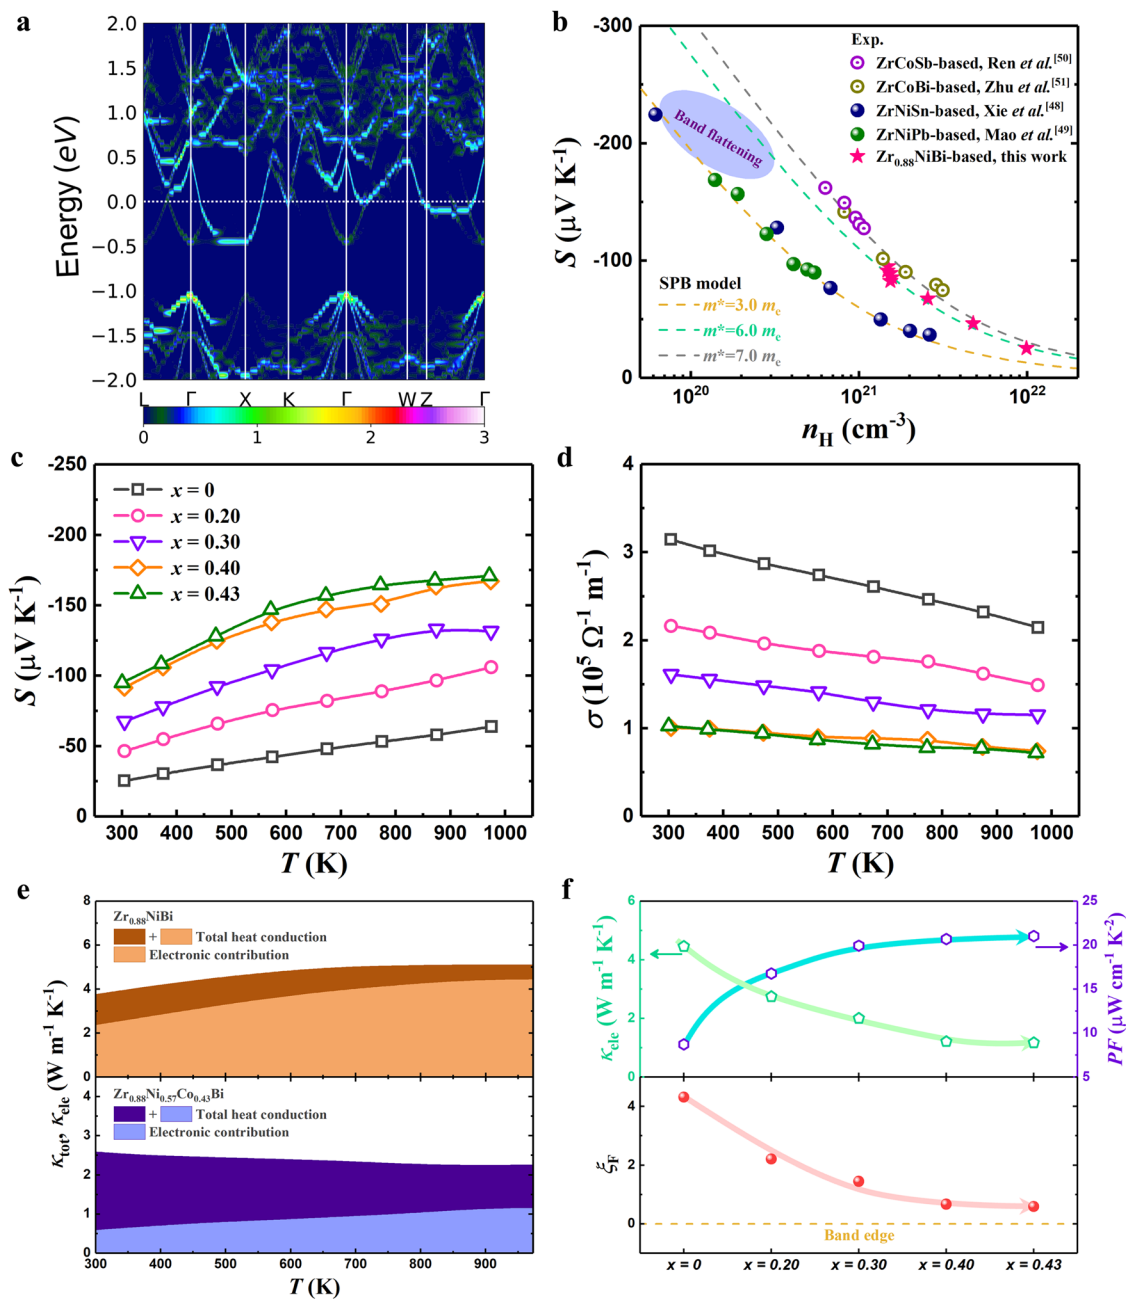 a
2.0
1.5
1.0
0.5
0.0
−0.5
−1.0
−1.5
−2.0
Energy (eV)
L Γ X K Γ W Z Γ
0 1 2 3
b
-300
-200
-100
0
S (μV K-1)
Exp.
ZrCoSb-based, Ren et al.[50]
ZrCoBi-based, Zhu et al.[51]
ZrNiSn-based, Xie et al.[48]
ZrNiPb-based, Mao et al.[49]
Zr0.88NiBi-based, this work
Band flattening
SPB model
m*=3.0 me
m*=6.0 me
m*=7.0 me
1020 1021 1022
nH (cm-3)
c
-250
-200
-150
-100
-50
0
S (μV K-1)
x = 0
x = 0.20
x = 0.30
x = 0.40
x = 0.43
300 400 500 600 700 800 900 1000
T (K)
d
4
3
2
1
0
σ (105 Ω-1 m-1)
300 400 500 600 700 800 900 1000
T (K)
e
8
6
4
2
0
Zr0.88NiBi
+ Total heat conduction
Electronic contribution
4
3
2
1
0
Zr0.88Ni0.57Co0.43Bi
+ Total heat conduction
Electronic contribution
κtot, κele (W m-1 K-1)
300 400 500 600 700 800 900
T (K)
f
6
4
2
0
κele (W m-1 K-1)
25
20
15
10
5
PF (μW cm-1 K-2)
4
2
0
ξF
Band edge
x = 0 x = 0.20 x = 0.30 x = 0.40 x = 0.43